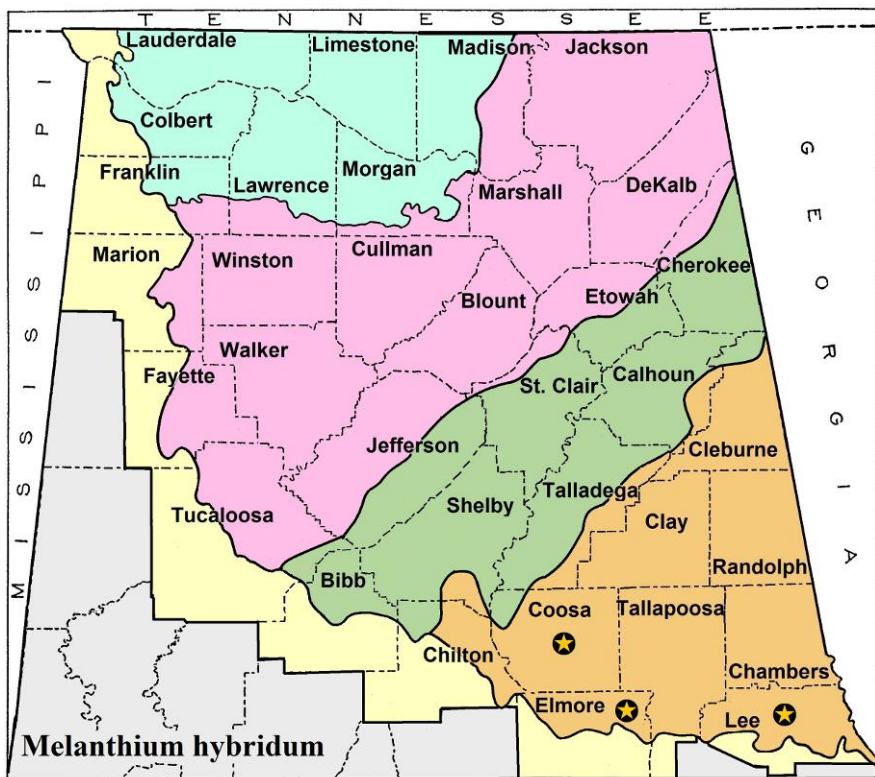 T E N N E S S E E
Lauderdale Limestone Madison Jackson
Colbert
Franklin Lawrence Morgan Marshall DeKalb
Marion Winston Cullman Cherokee
Blount Etowah
Walker
Fayette St. Clair Calhoun
Jefferson Cleburne
Tucaloosa Shelby Talladega
Clay
Bibb Randolph
Coosa Tallapoosa
Chilton Chambers
Elmore Lee
Melanthium hybridum
M I S S I S S I P P I
G E O R G I A